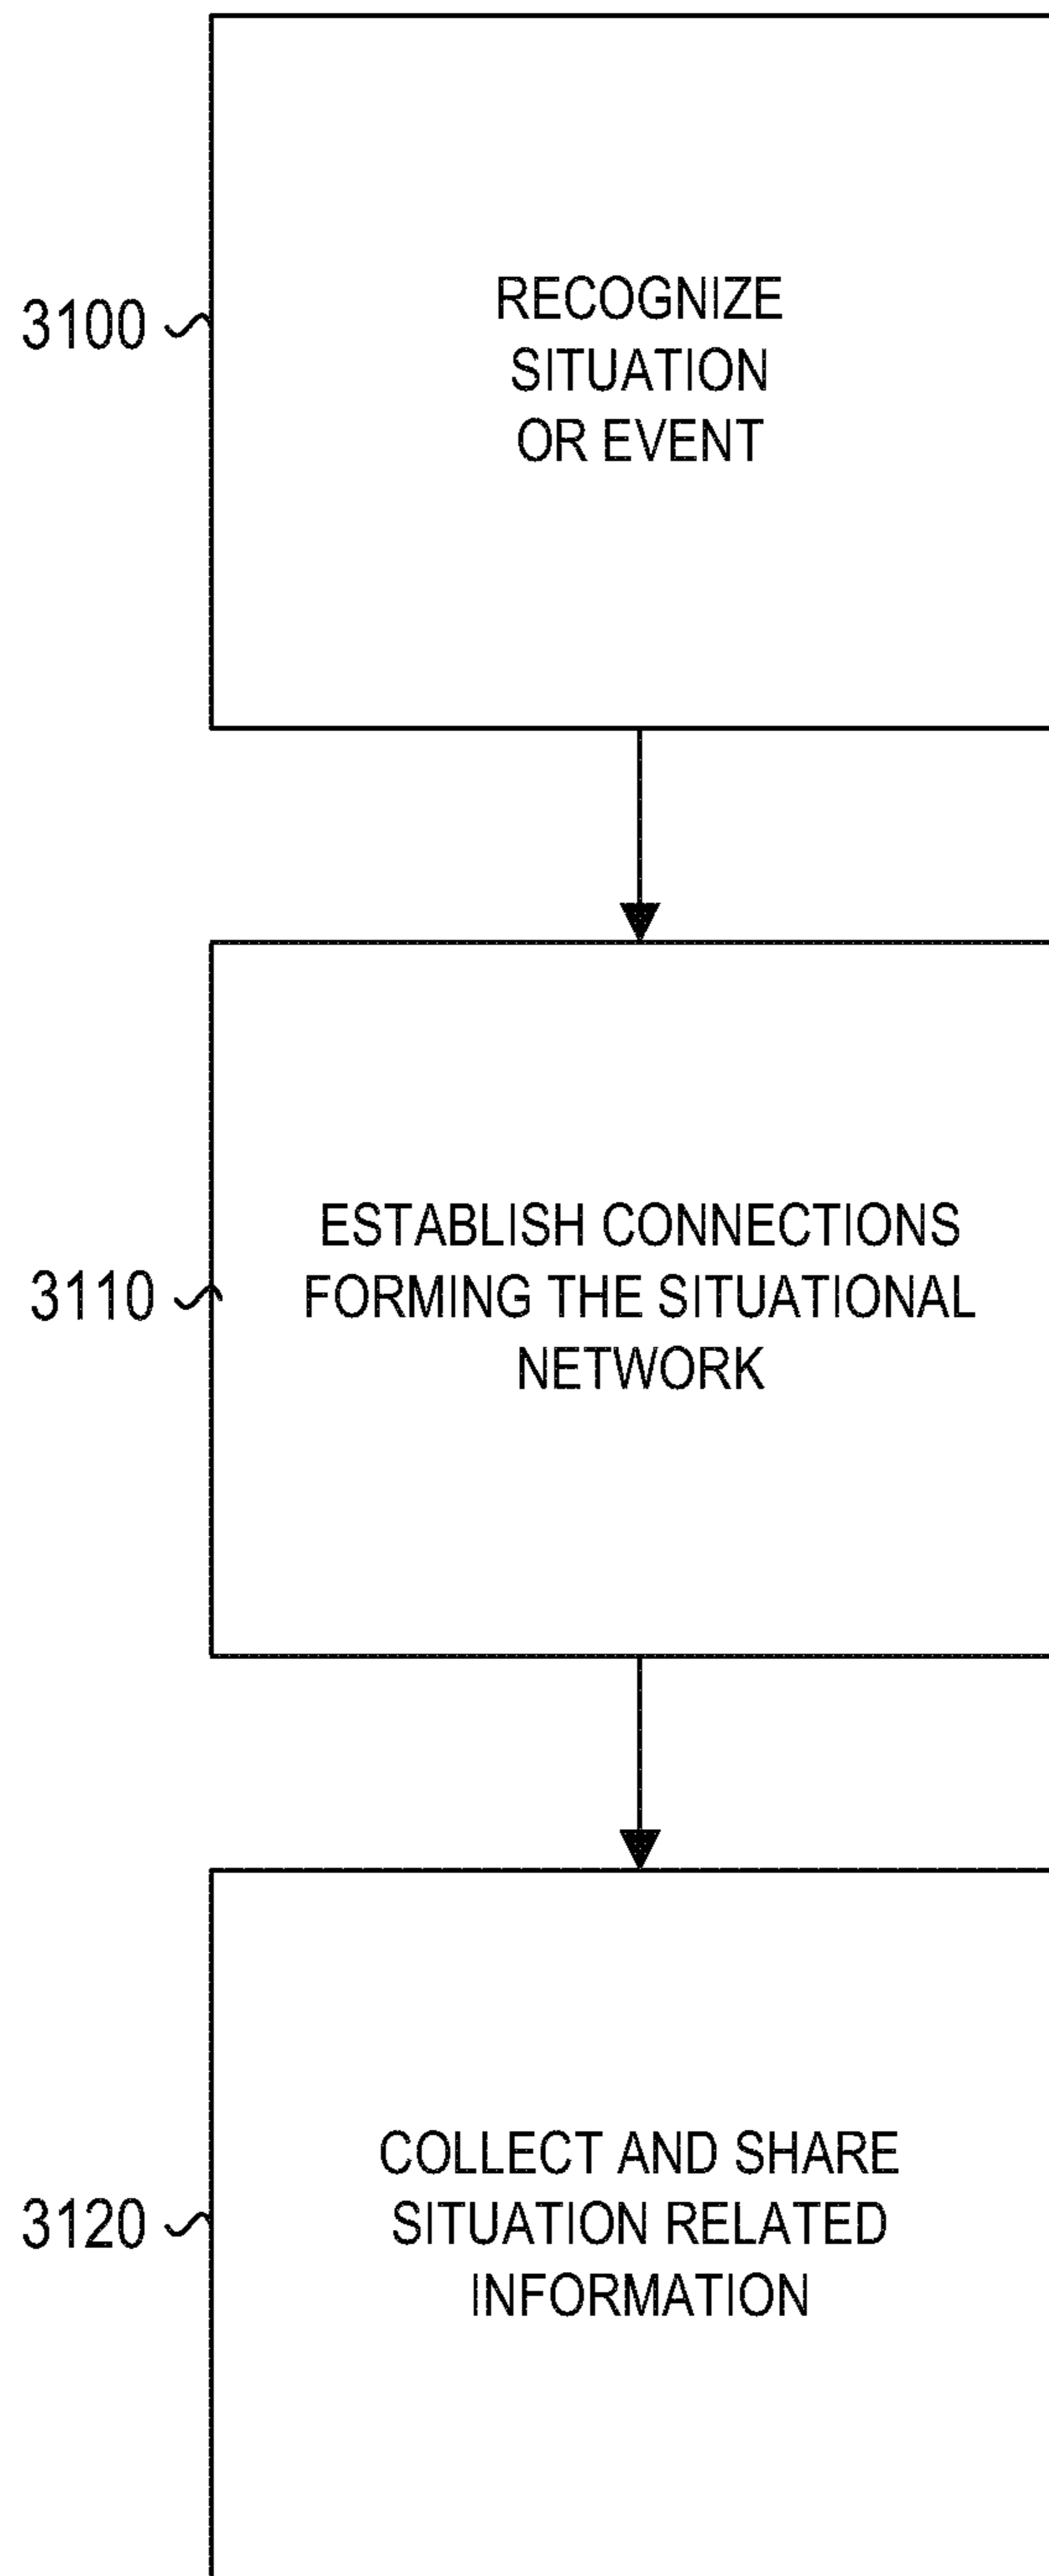 3100
RECOGNIZE
SITUATION
OR EVENT
3110
ESTABLISH CONNECTIONS
FORMING THE SITUATIONAL
NETWORK
3120
COLLECT AND SHARE
SITUATION RELATED
INFORMATION